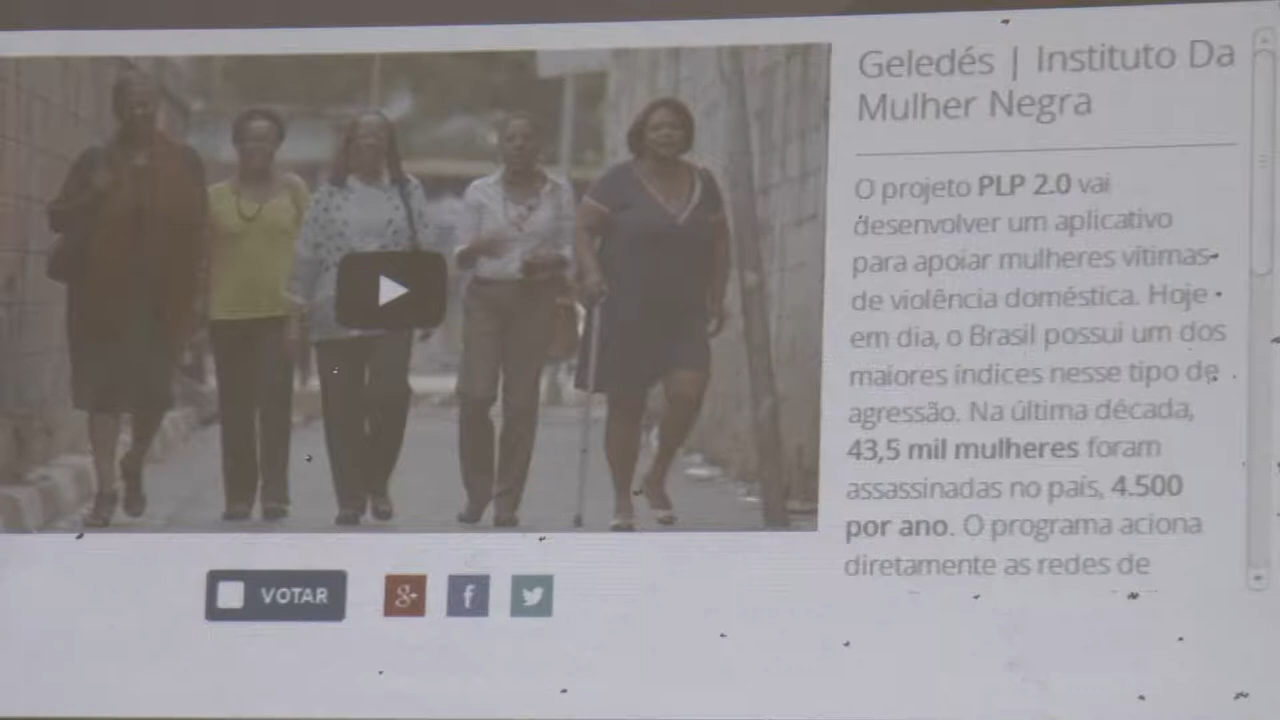 Geledés | Instituto Da
Mulher Negra
O projeto PLP 2.0 vai
desenvolver um aplicativo
para apoiar mulheres vítimas
de violência doméstica. Hoje
em dia, o Brasil possui um dos
maiores índices nesse tipo de
agressão. Na última década,
43,5 mil mulheres foram
assassinadas no país, 4.500
por ano. O programa aciona
diretamente as redes de
VOTAR
g+
f